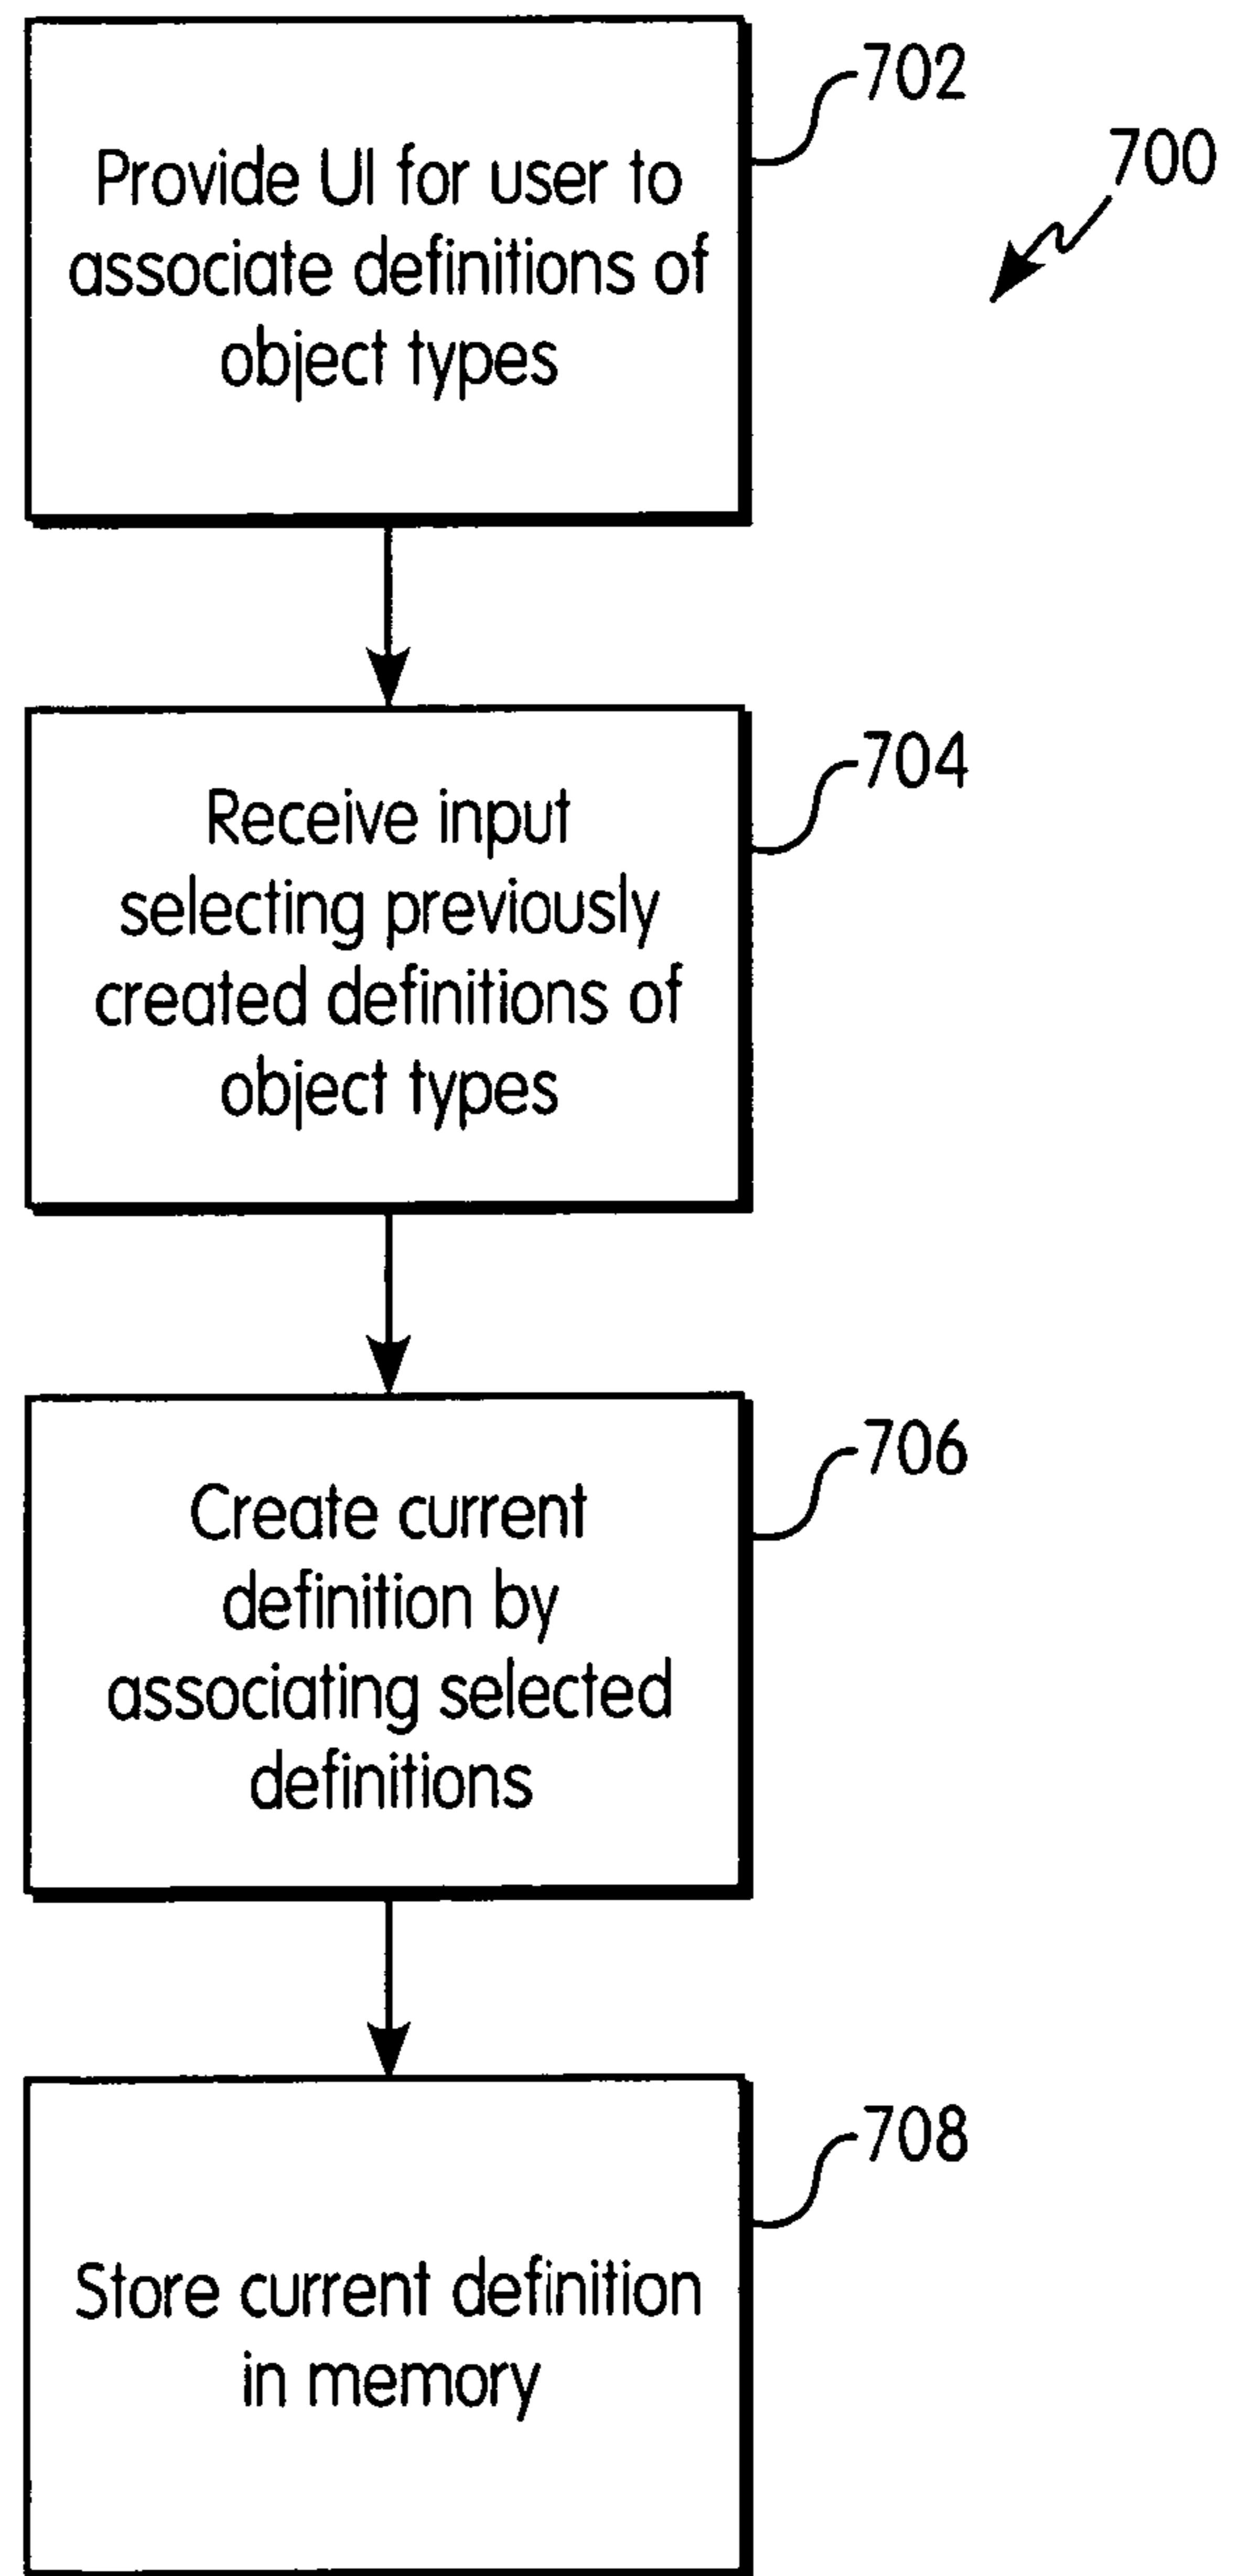 702
700
Provide UI for user to
associate definitions of
object types
704
Receive input
selecting previously
created definitions of
object types
706
Create current
definition by
associating selected
definitions
708
Store current definition
in memory